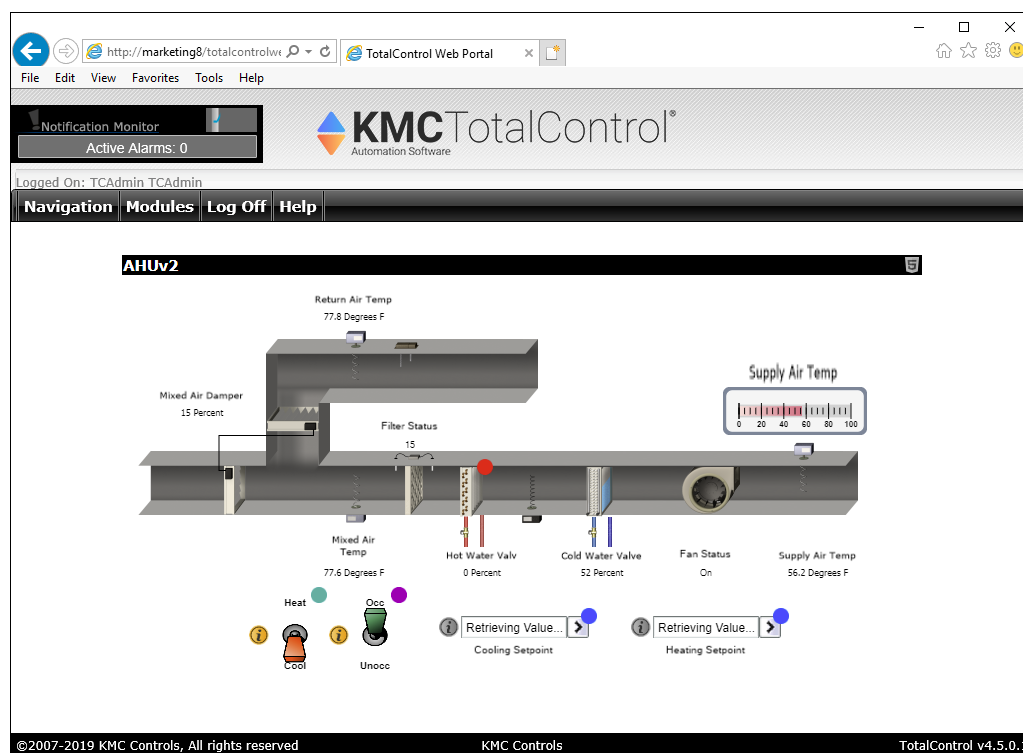 http://marketing8/totalcontrolwe
TotalControl Web Portal
File Edit View Favorites Tools Help
Notification Monitor
Active Alarms: 0
KMC TotalControl®
Automation Software
Logged On: TCAdmin TCAdmin
Navigation Modules Log Off Help
AHUv2
5
Return Air Temp
77.8 Degrees F
Supply Air Temp
0 20 40 60 80 100
Mixed Air Damper
15 Percent
Filter Status
15
Mixed Air
Temp
77.6 Degrees F
Hot Water Valv
0 Percent
Cold Water Valve
52 Percent
Fan Status
On
Supply Air Temp
56.2 Degrees F
Heat
Cool
Occ
Unocc
Retrieving Value...
Cooling Setpoint
Retrieving Value...
Heating Setpoint
©2007-2019 KMC Controls, All rights reserved
KMC Controls
TotalControl v4.5.0.